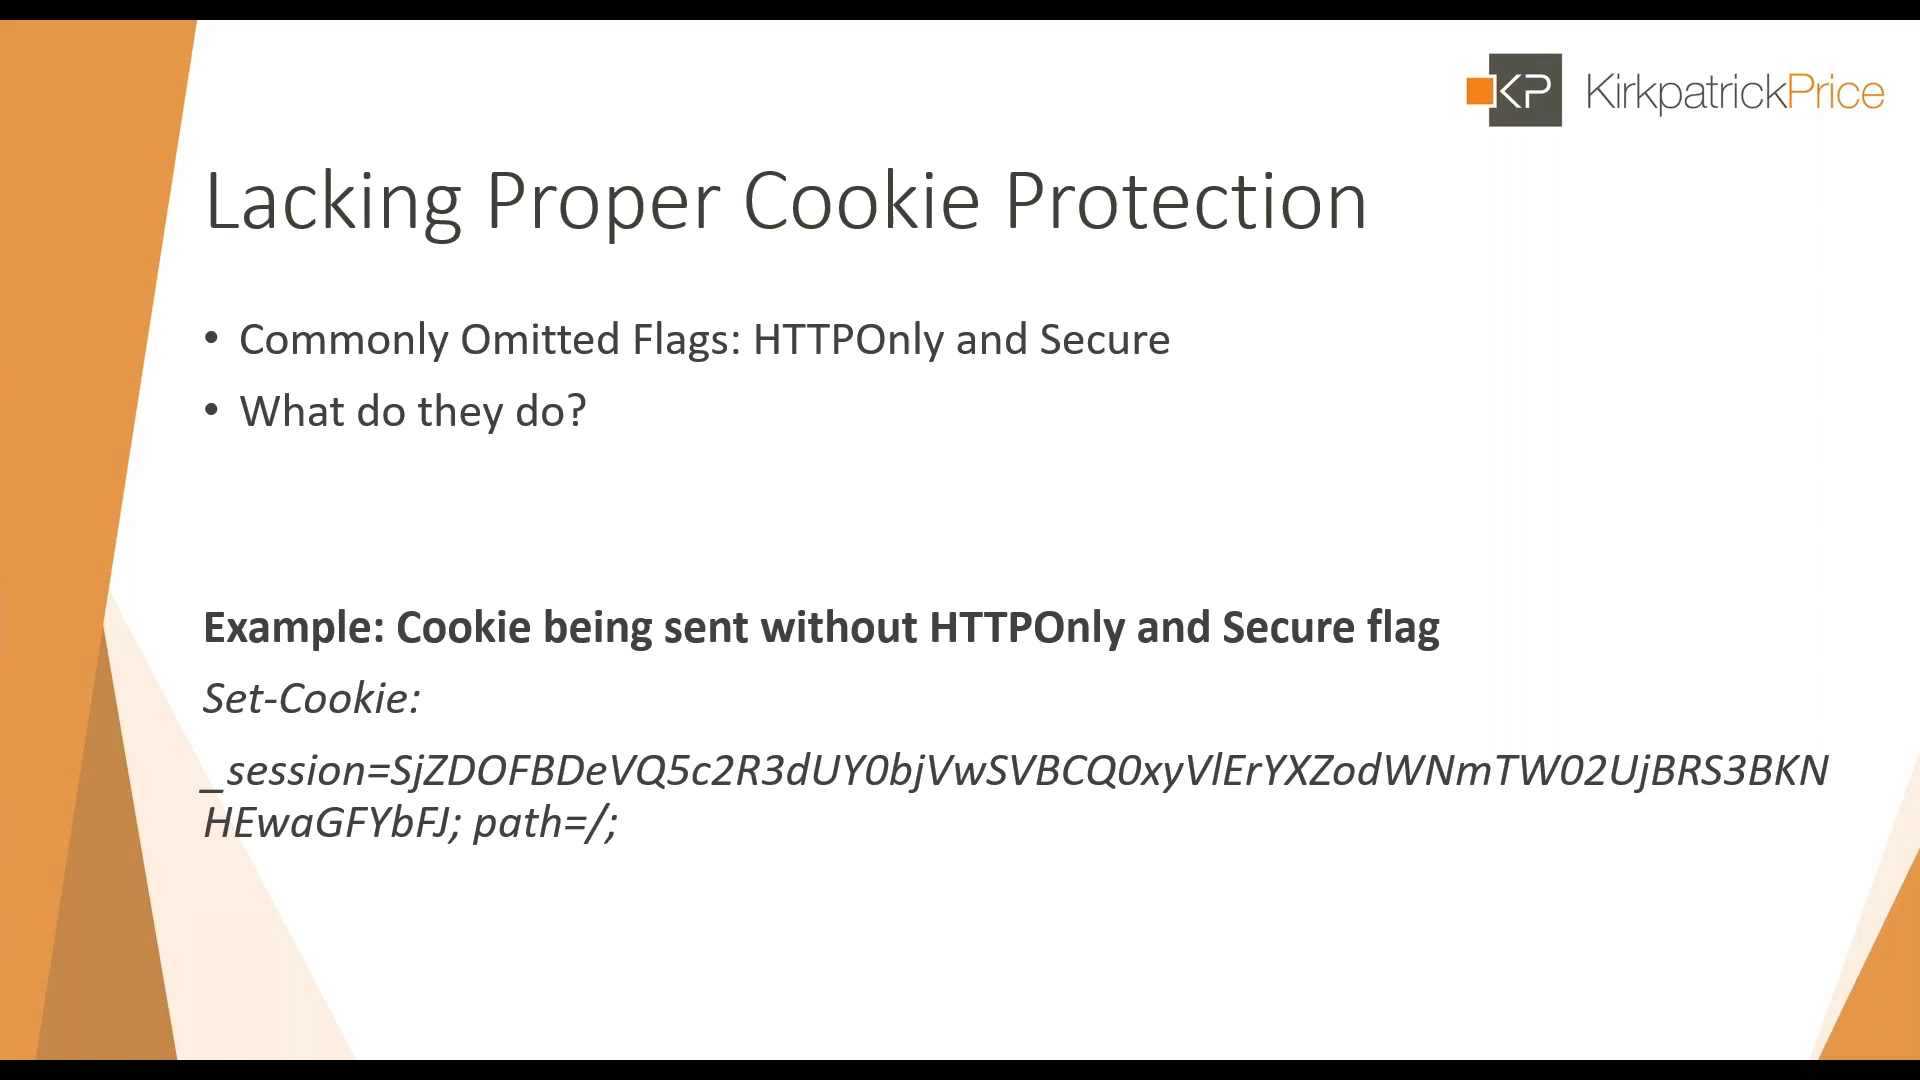 KP KirkpatrickPrice
Lacking Proper Cookie Protection
• Commonly Omitted Flags: HTTPOnly and Secure
• What do they do?
Example: Cookie being sent without HTTPOnly and Secure flag
Set-Cookie:
_session=SjZDOFBDeVQ5c2R3dUY0bjVwSVBCQ0xyVlErYXZodWNmTW02UjBRS3BKN
HEwaGFYbFJ; path=/;